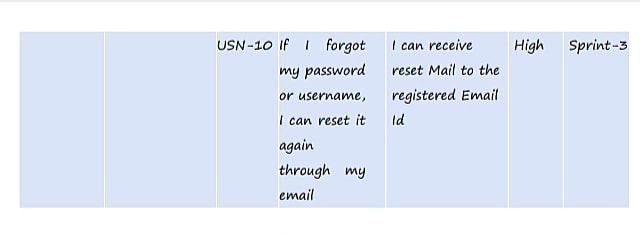 USN-10 If I forgot I can receive High Sprint-3
my password reset Mail to the
or username, registered Email
I can reset it Id
again
through my
email